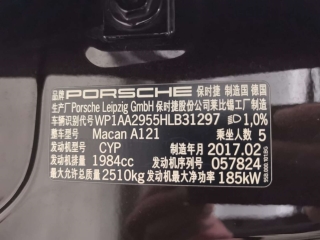 品牌 PORSCHE 保时捷 制造国 德国
生产厂 Porsche Leipzig GmbH 保时捷股份公司莱比锡工厂制造
车辆识别代号 WP1AA2955HLB31297 1,0%
整车型号 Macan A121 乘坐人数 5
发动机型号 CYP 制造年月 2017.02
发动机排量 1984cc 发动机序列号 057824
最大允许总质量 2510kg 发动机最大净功率 185kW